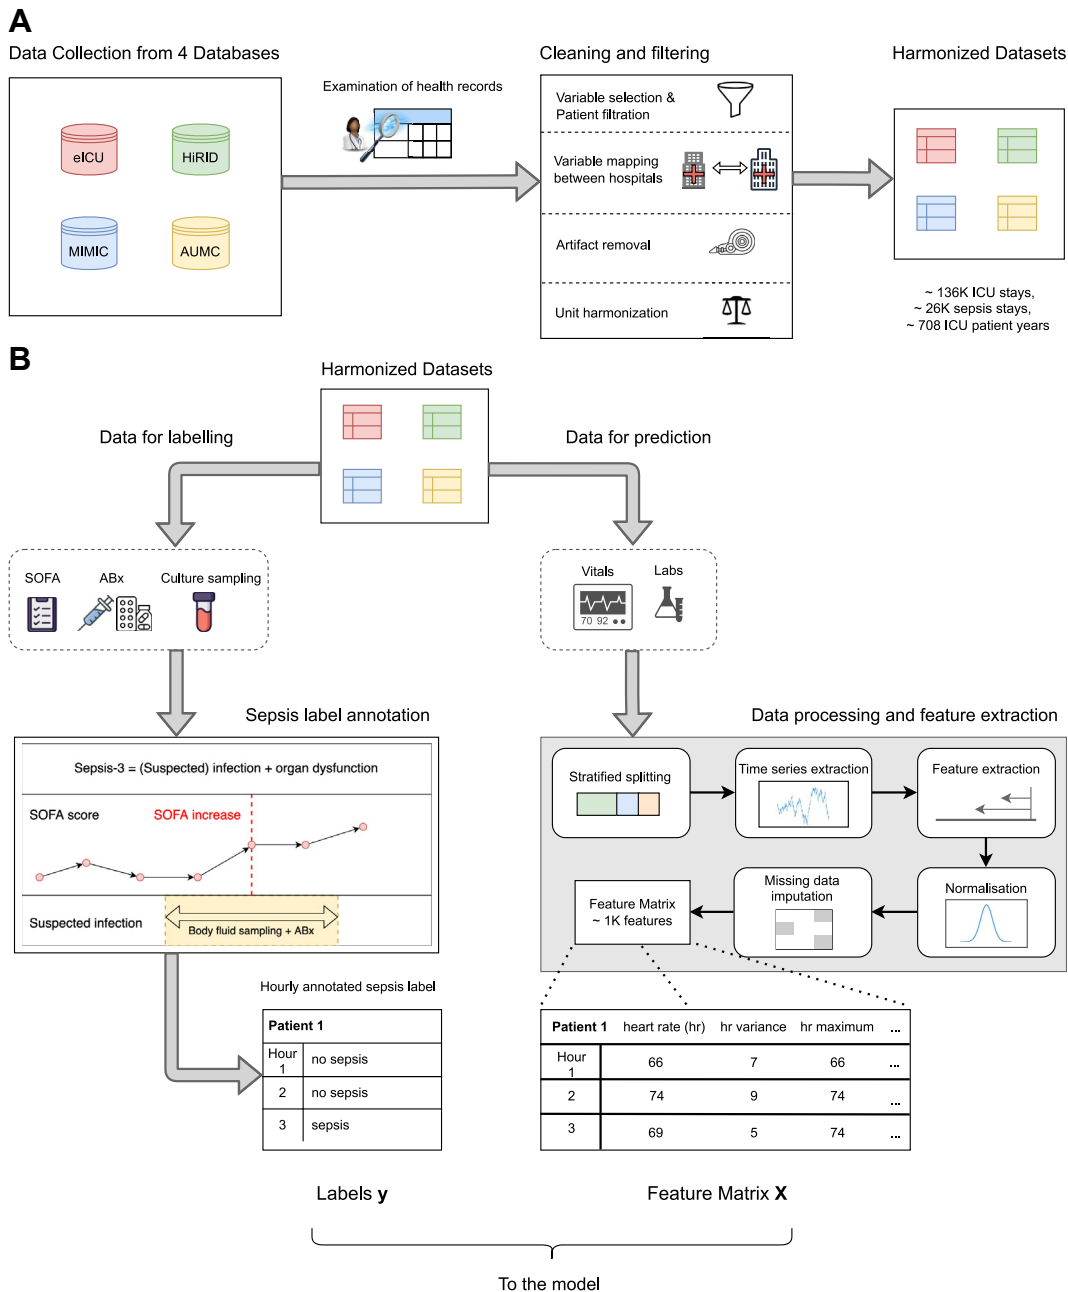 A
Data Collection from 4 Databases
Cleaning and filtering
Harmonized Datasets
Examination of health records
eICU
HiRID
MIMIC
AUMC
Variable selection &
Patient filtration
Variable mapping
between hospitals
Artifact removal
Unit harmonization
~ 136K ICU stays,
~ 26K sepsis stays,
~ 708 ICU patient years
B
Harmonized Datasets
Data for labelling
Data for prediction
SOFA
ABx
Culture sampling
Vitals
70 92
Labs
Sepsis label annotation
Sepsis-3 = (Suspected) infection + organ dysfunction
SOFA score
SOFA increase
Suspected infection
Body fluid sampling + ABx
Data processing and feature extraction
Stratified splitting
Time series extraction
Feature extraction
Normalisation
Missing data
imputation
Feature Matrix
~ 1K features
Hourly annotated sepsis label
Patient 1
Hour
1
no sepsis
2 no sepsis
3 sepsis
Patient 1 heart rate (hr) hr variance hr maximum ...
Hour
1
66 7 66 ...
2 74 9 74 ...
3 69 5 74 ...
Labels y
Feature Matrix X
To the model